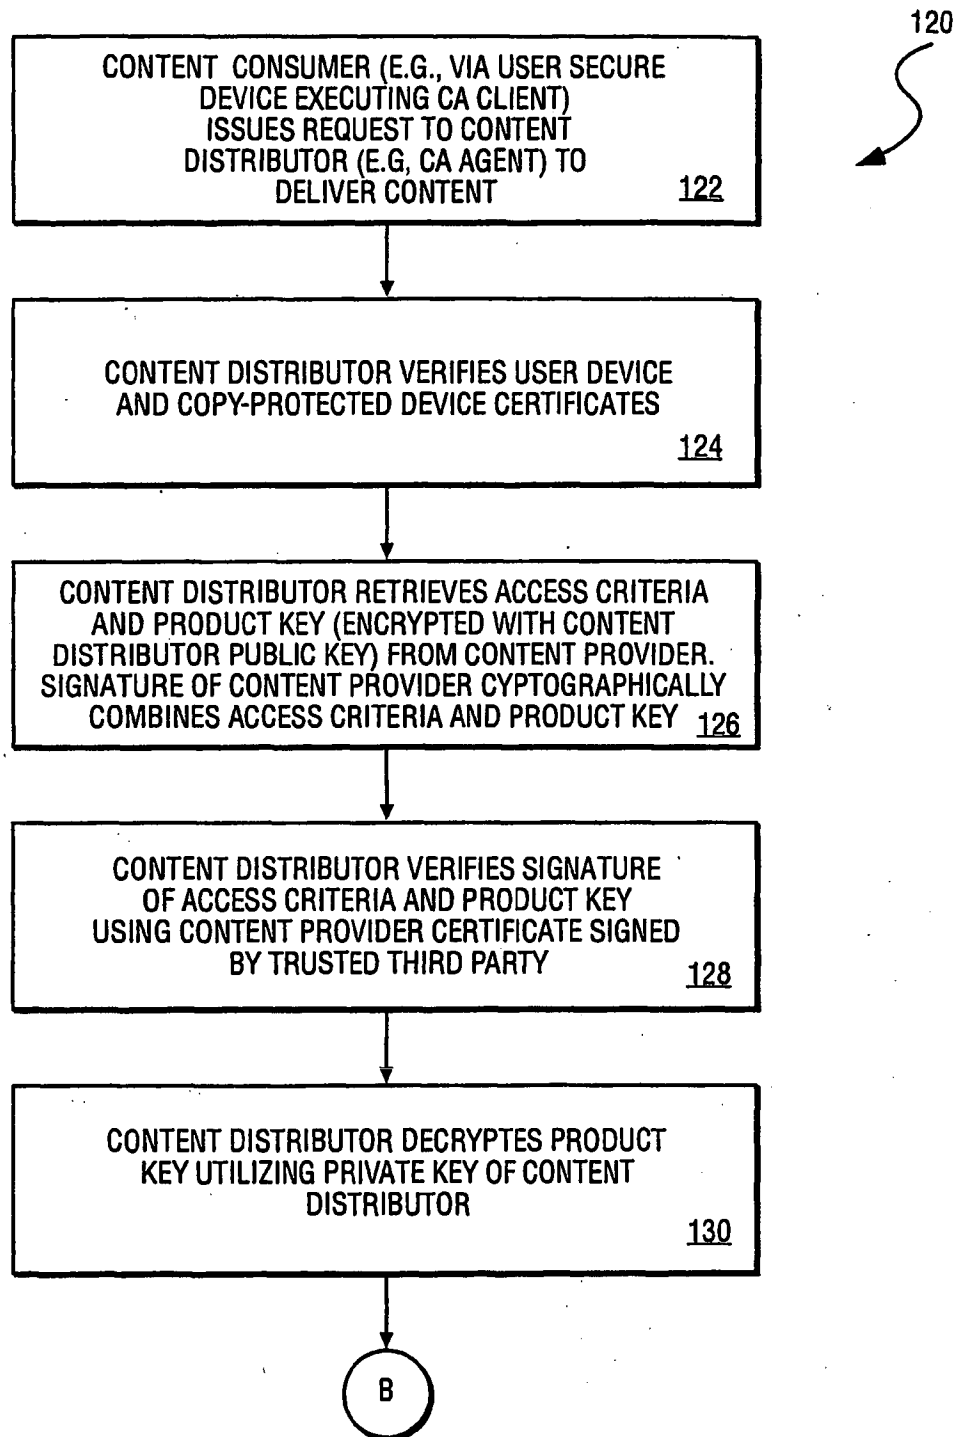 120
CONTENT CONSUMER (E.G., VIA USER SECURE
DEVICE EXECUTING CA CLIENT)
ISSUES REQUEST TO CONTENT
DISTRIBUTOR (E.G, CA AGENT) TO
DELIVER CONTENT
122
CONTENT DISTRIBUTOR VERIFIES USER DEVICE
AND COPY-PROTECTED DEVICE CERTIFICATES
124
CONTENT DISTRIBUTOR RETRIEVES ACCESS CRITERIA
AND PRODUCT KEY (ENCRYPTED WITH CONTENT
DISTRIBUTOR PUBLIC KEY) FROM CONTENT PROVIDER.
SIGNATURE OF CONTENT PROVIDER CYPTOGRAPHICALLY
COMBINES ACCESS CRITERIA AND PRODUCT KEY 126
CONTENT DISTRIBUTOR VERIFIES SIGNATURE
OF ACCESS CRITERIA AND PRODUCT KEY
USING CONTENT PROVIDER CERTIFICATE SIGNED
BY TRUSTED THIRD PARTY
128
CONTENT DISTRIBUTOR DECRYPTES PRODUCT
KEY UTILIZING PRIVATE KEY OF CONTENT
DISTRIBUTOR
130
B